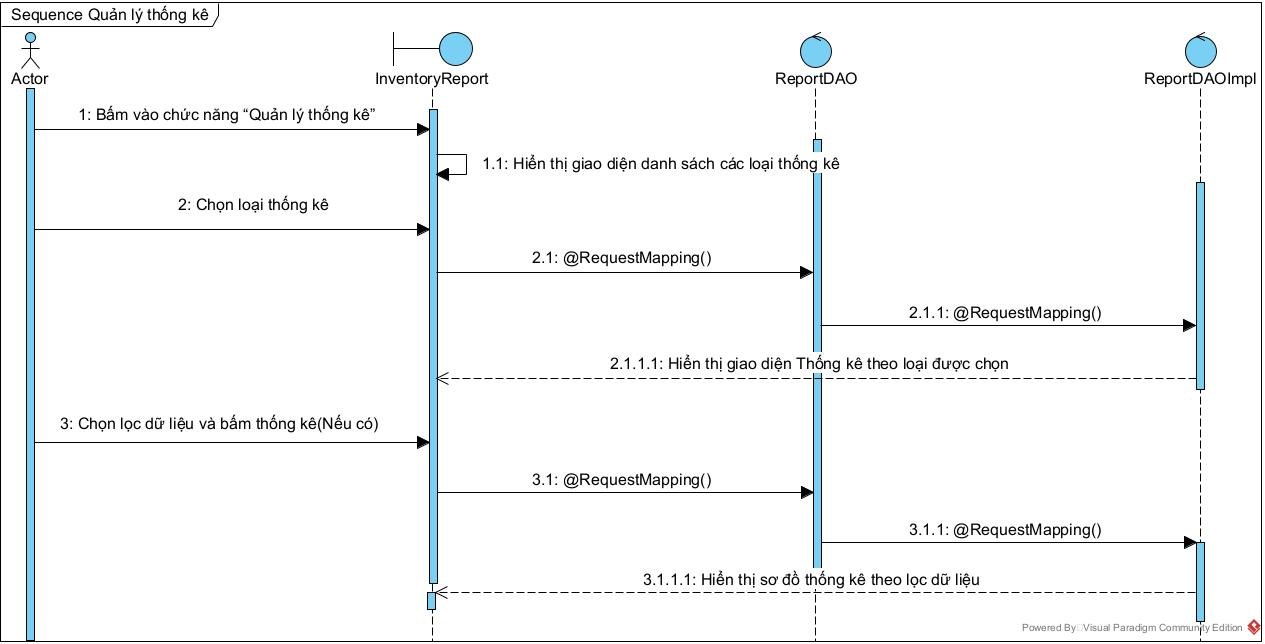 Sequence Quản lý thống kê
Actor
InventoryReport
ReportDAO
ReportDAOImpl
1: Bấm vào chức năng “Quản lý thống kê”
1.1: Hiển thị giao diện danh sách các loại thống kê
2: Chọn loại thống kê
2.1: @RequestMapping()
2.1.1: @RequestMapping()
2.1.1.1: Hiển thị giao diện Thống kê theo loại được chọn
3: Chọn lọc dữ liệu và bấm thống kê(Nếu có)
3.1: @RequestMapping()
3.1.1: @RequestMapping()
3.1.1.1: Hiển thị sơ đồ thống kê theo lọc dữ liệu
Powered By Visual Paradigm Community Edition